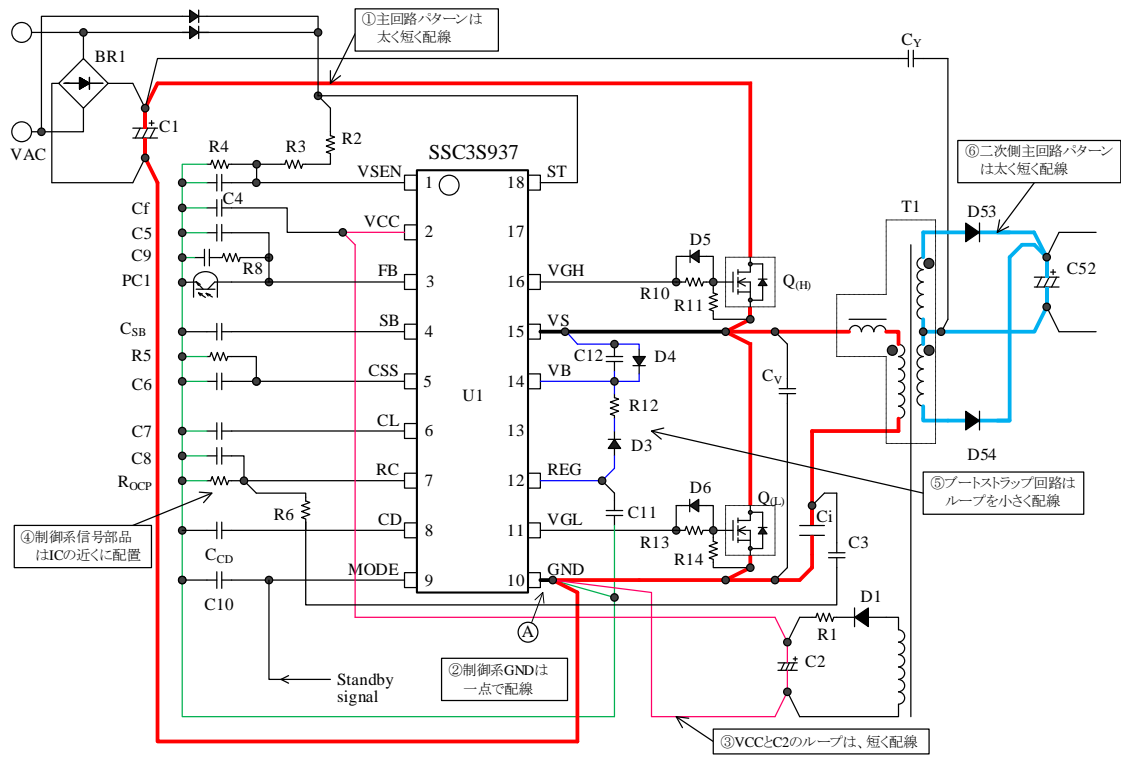 ①主回路パターンは
太く短く配線
BR1
C1
VAC
CY
R4
R3
R2
SSC3S937
ST
VSEN
1
18
C4
Cf
VCC
2
17
C5
C9
R8
PC1
FB
3
16
VGH
D5
R10
R11
Q(H)
⑥二次側主回路パターン
は太く短く配線
T1
D53
C52
CSB
SB
4
15
VS
C12
D4
R5
C6
CSS
5
14
VB
U1
R12
CV
C7
CL
6
13
D3
D54
C8
ROCP
RC
7
12
REG
⑤ブートストラップ回路は
ループを小さく配線
R6
C11
④制御系信号部品
はICの近くに配置
CD
8
11
VGL
D6
R13
R14
Q(L)
Ci
C3
CCD
MODE
9
10
GND
C10
A
D1
R1
C2
②制御系GNDは
一点で配線
Standby
signal
③VCCとC2のループは、短く配線